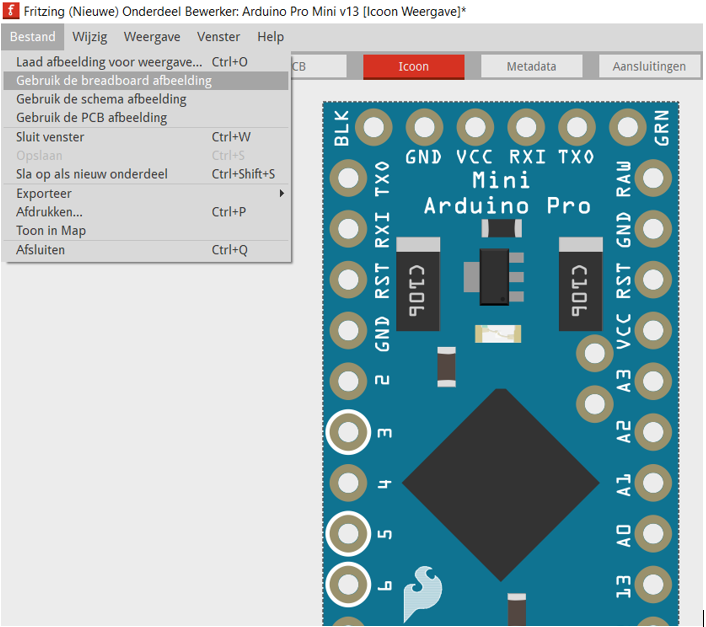 Fritzing (Nieuwe) Onderdeel Bewerker: Arduino Pro Mini v13 [Icoon Weergave]*
Bestand Wijzig Weergave Venster Help
Laad afbeelding voor weergave... Ctrl+O
Gebruik de breadboard afbeelding
Gebruik de schema afbeelding
Gebruik de PCB afbeelding
Sluit venster Ctrl+W
Opslaan Ctrl+S
Sla op als nieuw onderdeel Ctrl+Shift+S
Exporteer
Afdrukken... Ctrl+P
Toon in Map
Afsluiten Ctrl+Q
CB Icoon Metadata Aansluitingen
BLK GRN
GND VCC RXI TXO
Mini
Arduino Pro
TXO
RXI
RST
GND
2
3
4
5
6
C106
C106
RAW
GND
RST
VCC
A3
A2
A1
A0
13